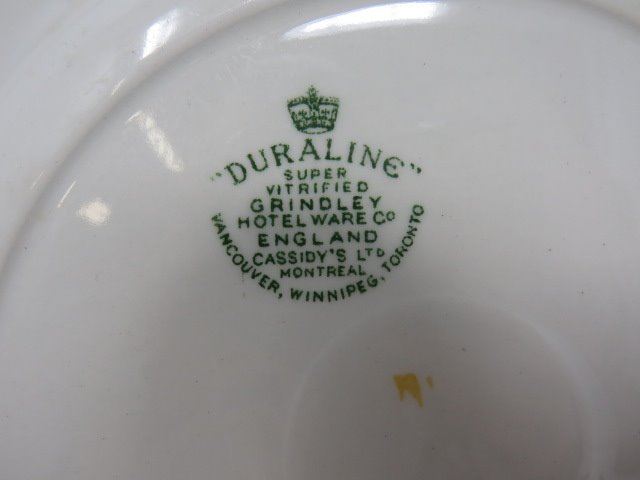 "DURALINE"
SUPER
VITRIFIED
GRINDLEY
HOTEL WARE Co
ENGLAND
CASSIDY'S LTD
MONTREAL
VANCOUVER, WINNIPEG, TORONTO